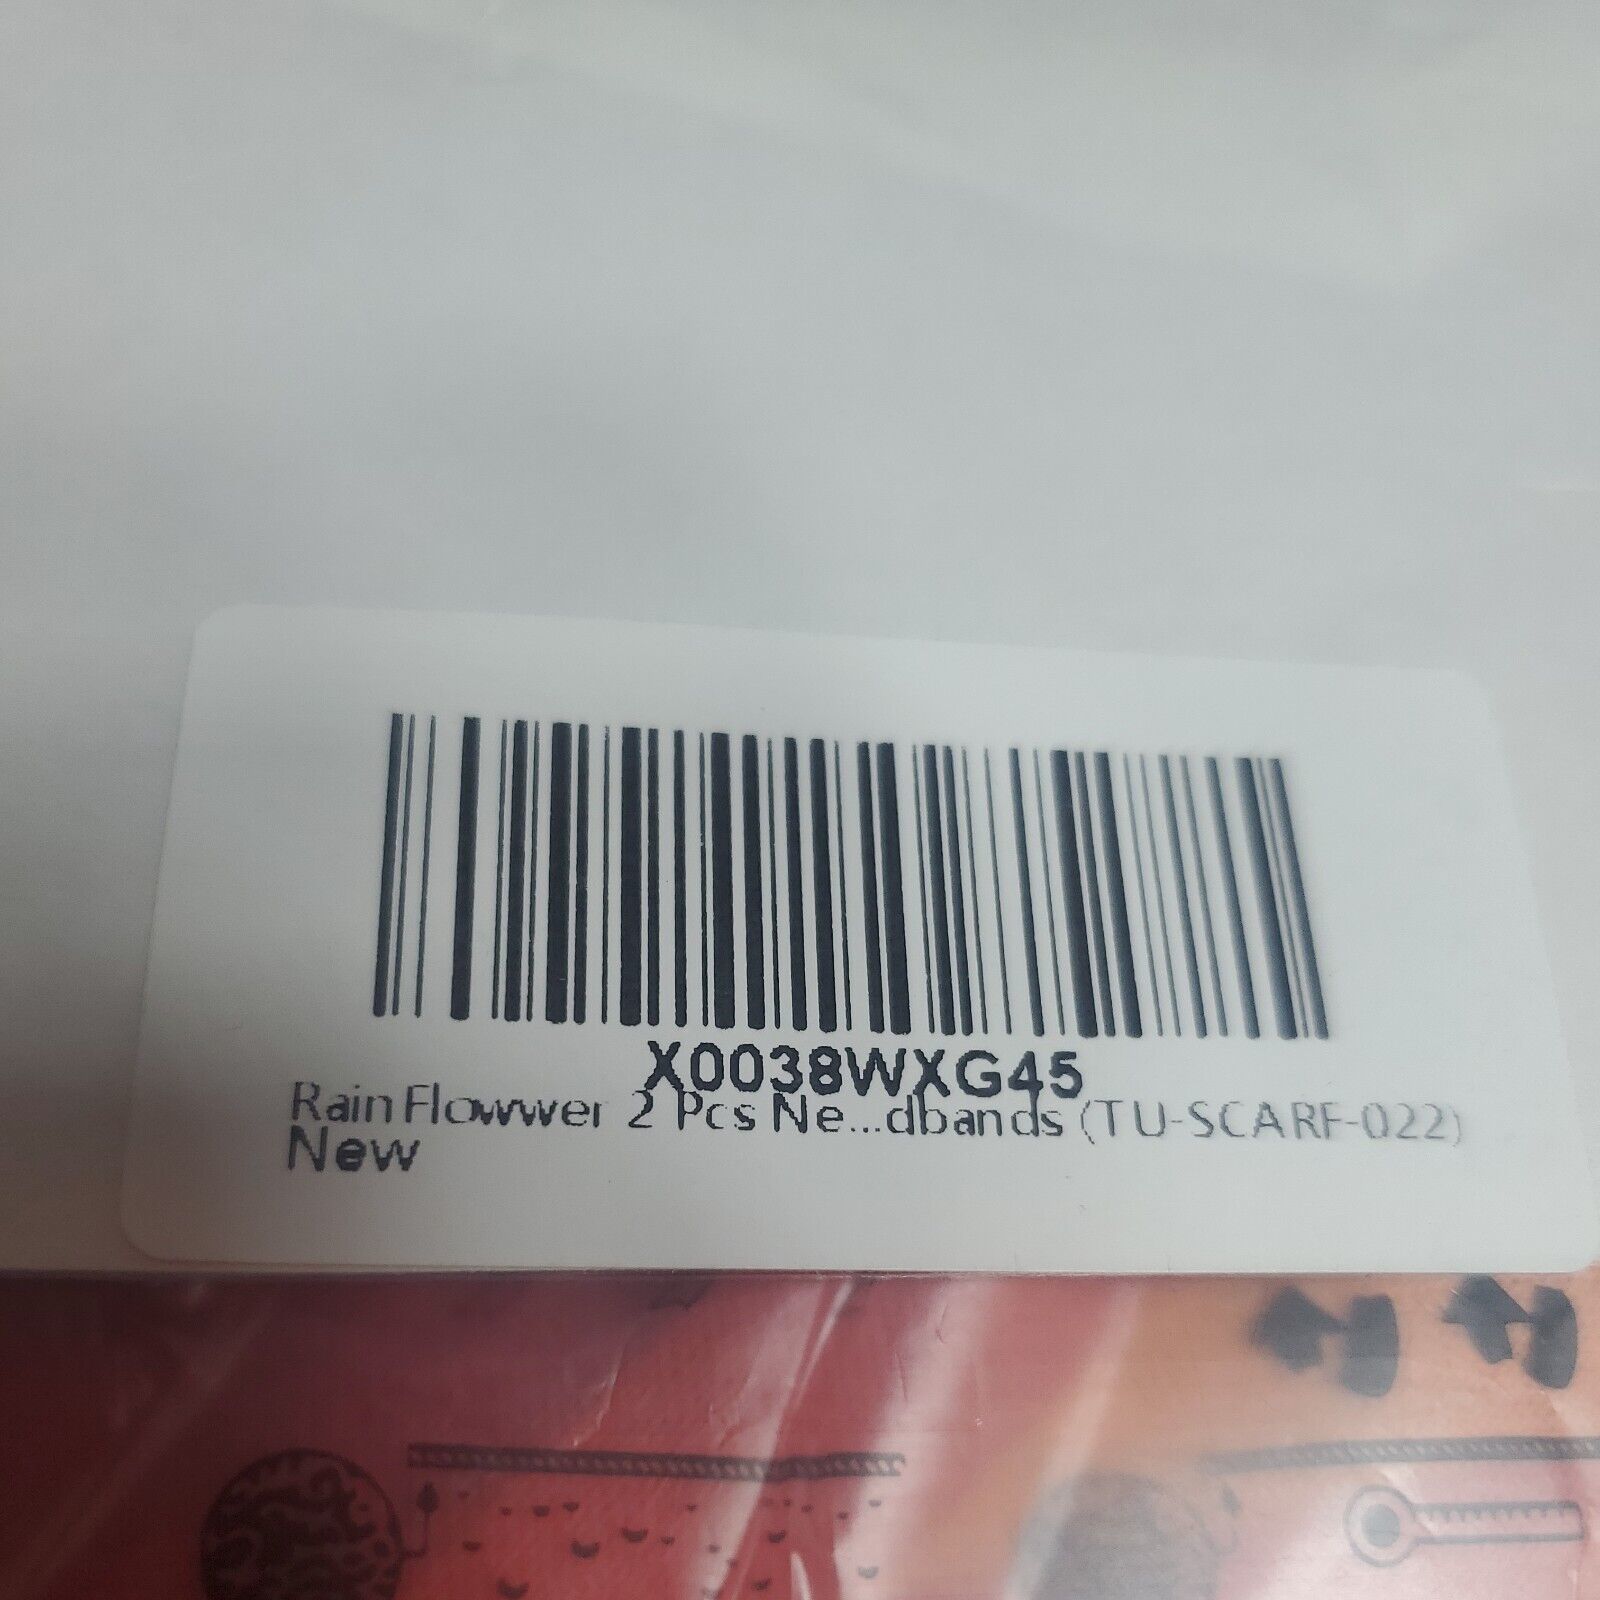 X0038WXG45
Rain Flowwer 2 Pcs Ne...dbands (TU-SCARF-022)
New